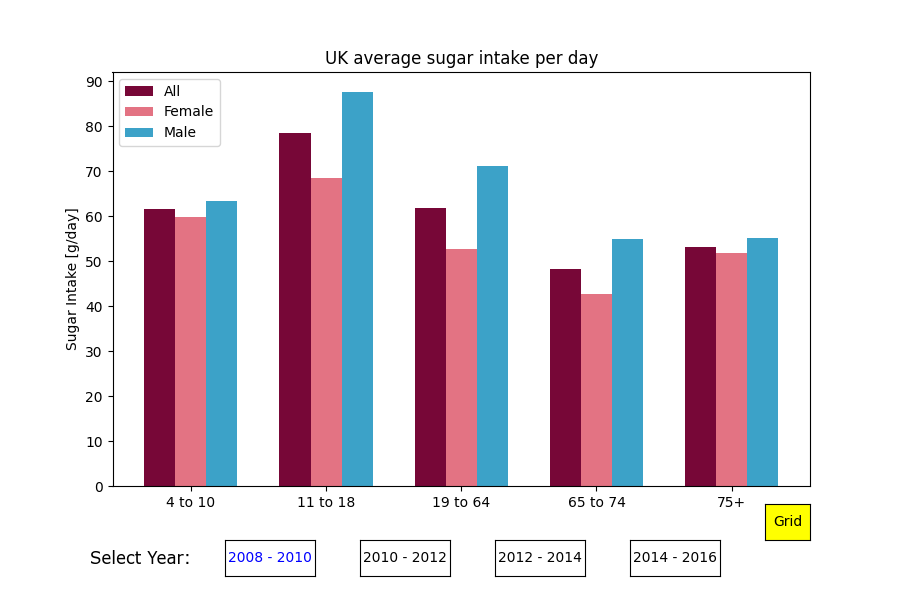 UK average sugar intake per day
All
Female
Male
Sugar Intake [g/day]
90
80
70
60
50
40
30
20
10
0
4 to 10
11 to 18
19 to 64
65 to 74
75+
Grid
Select Year:
2008 - 2010
2010 - 2012
2012 - 2014
2014 - 2016